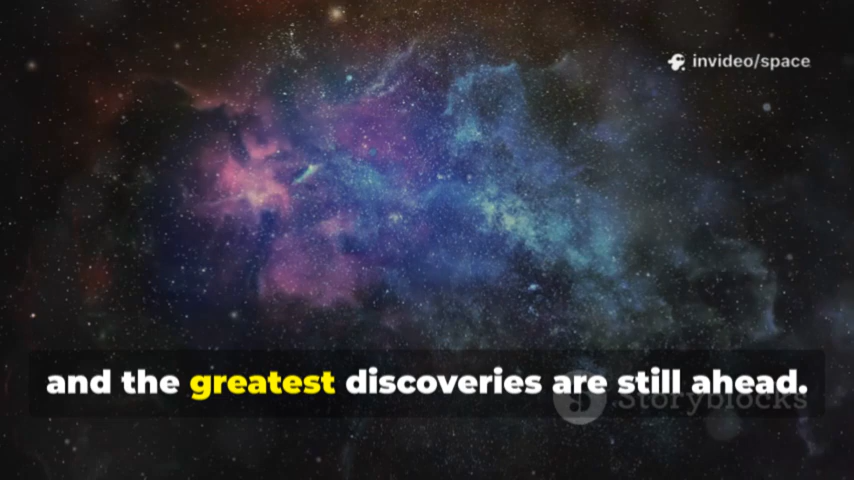 invideo/space
and the greatest discoveries are still ahead.
Storyblocks